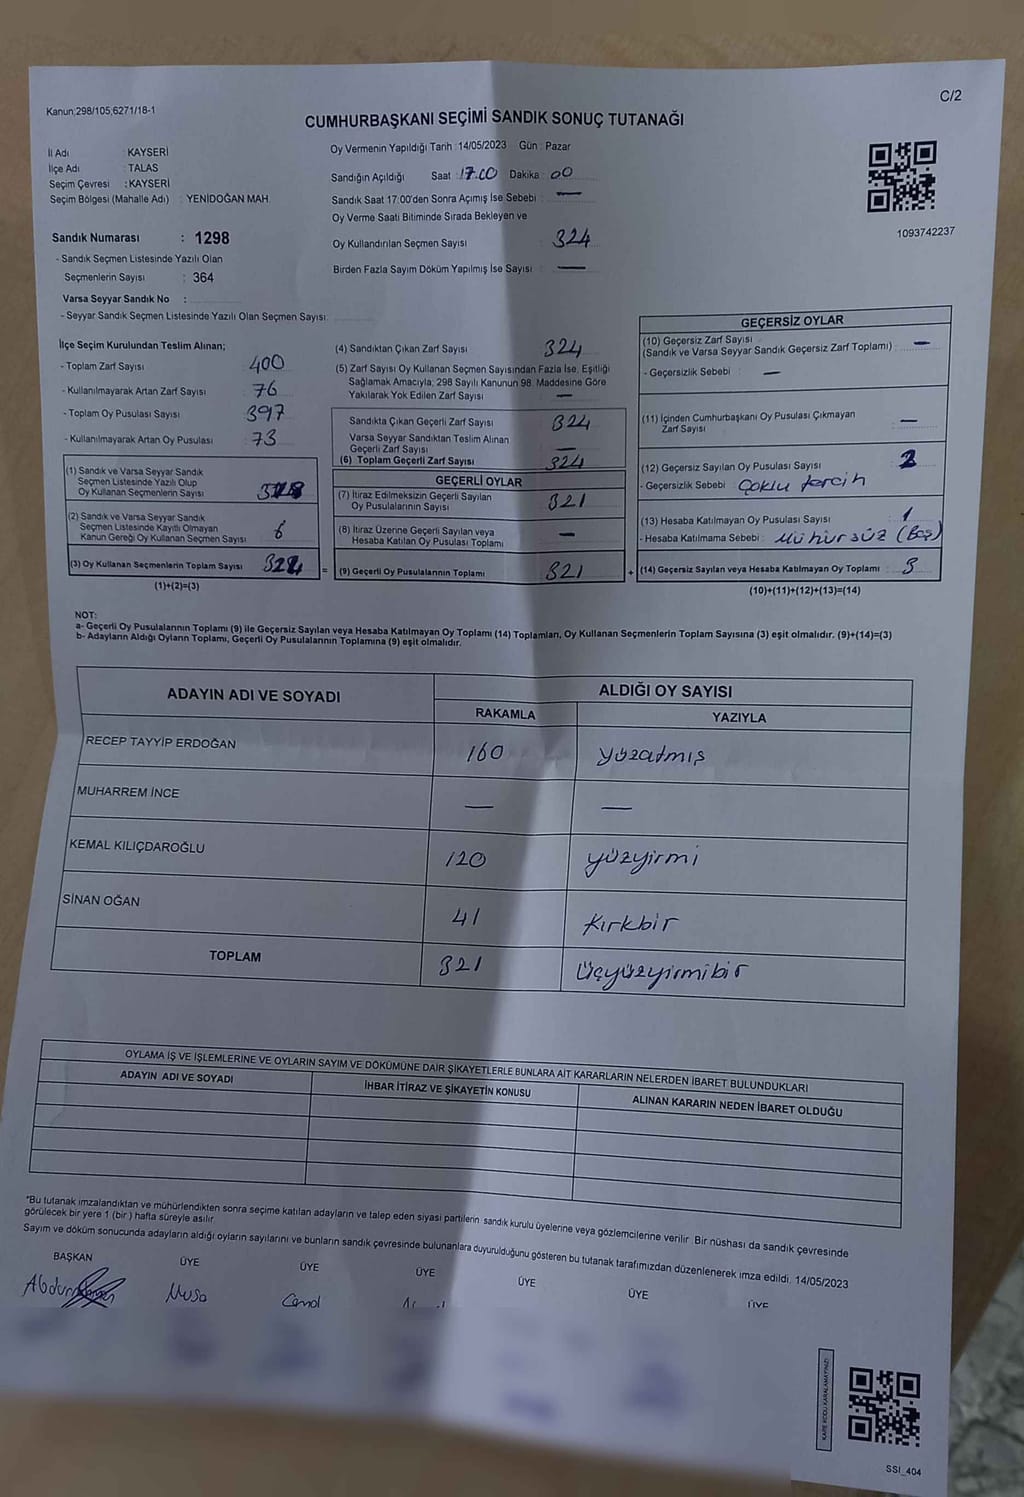 Kanun:298/105;6271/18-1
C/2
CUMHURBAŞKANI SEÇİMİ SANDIK SONUÇ TUTANAĞI
İl Adı : KAYSERİ
İlçe Adı : TALAS
Seçim Çevresi : KAYSERİ
Seçim Bölgesi (Mahalle Adı) : YENİDOĞAN MAH.
Sandık Numarası : 1298
- Sandık Seçmen Listesinde Yazılı Olan
Seçmenlerin Sayısı : 364
Varsa Seyyar Sandık No :
- Seyyar Sandık Seçmen Listesinde Yazılı Olan Seçmen Sayısı:
Oy Vermenin Yapıldığı Tarih : 14/05/2023 Gün : Pazar
Sandığın Açıldığı Saat : 17.00 Dakika : 00
Sandık Saat 17:00'den Sonra Açımış İse Sebebi : —
Oy Verme Saati Bitiminde Sırada Bekleyen ve
Oy Kullandırılan Seçmen Sayısı : 324
Birden Fazla Sayım Döküm Yapılmış İse Sayısı : —
1093742237
İlçe Seçim Kurulundan Teslim Alınan;
- Toplam Zarf Sayısı : 400
- Kullanılmayarak Artan Zarf Sayısı : 76
- Toplam Oy Pusulası Sayısı : 397
- Kullanılmayarak Artan Oy Pusulası : 73
(1) Sandık ve Varsa Seyyar Sandık
Seçmen Listesinde Yazılı Olup
Oy Kullanan Seçmenlerin Sayısı
(2) Sandık ve Varsa Seyyar Sandık
Seçmen Listesinde Kayıtlı Olmayan
Kanun Gereği Oy Kullanan Seçmen Sayısı : 6
(3) Oy Kullanan Seçmenlerin Toplam Sayısı : 324 =
(1)+(2)=(3)
(4) Sandıktan Çıkan Zarf Sayısı : 324
(5) Zarf Sayısı Oy Kullanan Seçmen Sayısından Fazla İse, Eşitliği
Sağlamak Amacıyla, 298 Sayılı Kanunun 98. Maddesine Göre
Yakılarak Yok Edilen Zarf Sayısı : —
Sandıkta Çıkan Geçerli Zarf Sayısı 324
Varsa Seyyar Sandıktan Teslim Alınan
Geçerli Zarf Sayısı —
(6) Toplam Geçerli Zarf Sayısı 324
GEÇERLİ OYLAR
(7) İtiraz Edilmeksizin Geçerli Sayılan
Oy Pusulalarının Sayısı : 321
(8) İtiraz Üzerine Geçerli Sayılan veya
Hesaba Katılan Oy Pusulası Toplamı : —
(9) Geçerli Oy Pusulalarının Toplamı : 321 +
GEÇERSİZ OYLAR
(10) Geçersiz Zarf Sayısı
(Sandık ve Varsa Seyyar Sandık Geçersiz Zarf Toplamı) : —
- Geçersizlik Sebebi : —
(11) İçinden Cumhurbaşkanı Oy Pusulası Çıkmayan
Zarf Sayısı : —
(12) Geçersiz Sayılan Oy Pusulası Sayısı : 2
- Geçersizlik Sebebi : Çoklu tercih
(13) Hesaba Katılmayan Oy Pusulası Sayısı : 1
- Hesaba Katılmama Sebebi : Mühürsüz (Boş)
(14) Geçersiz Sayılan veya Hesaba Katılmayan Oy Toplamı : 3
(10)+(11)+(12)+(13)=(14)
NOT:
a- Geçerli Oy Pusulalarının Toplamı (9) ile Geçersiz Sayılan veya Hesaba Katılmayan Oy Toplamı (14) Toplamları, Oy Kullanan Seçmenlerin Toplam Sayısına (3) eşit olmalıdır. (9)+(14)=(3)
b- Adayların Aldığı Oyların Toplamı, Geçerli Oy Pusulalarının Toplamına (9) eşit olmalıdır.
ADAYIN ADI VE SOYADI ALDIĞI OY SAYISI
RAKAMLA YAZIYLA
RECEP TAYYİP ERDOĞAN 160 yüzatmış
MUHARREM İNCE — —
KEMAL KILIÇDAROĞLU 120 yüzyirmi
SİNAN OĞAN 41 Kırkbir
TOPLAM 321 Üçyüzyirmibir
OYLAMA İŞ VE İŞLEMLERİNE VE OYLARIN SAYIM VE DÖKÜMÜNE DAİR ŞİKAYETLERLE BUNLARA AİT KARARLARIN NELERDEN İBARET BULUNDUKLARI
ADAYIN ADI VE SOYADI İHBAR İTİRAZ VE ŞİKAYETİN KONUSU ALINAN KARARIN NEDEN İBARET OLDUĞU
*Bu tutanak imzalandıktan ve mühürlendikten sonra seçime katılan adayların ve talep eden siyasi partilerin sandık kurulu üyelerine veya gözlemcilerine verilir. Bir nüshası da sandık çevresinde
görülecek bir yere 1 (bir) hafta süreyle asılır.
Sayım ve döküm sonucunda adayların aldığı oyların sayılarını ve bunların sandık çevresinde bulunanlara duyurulduğunu gösteren bu tutanak tarafımızdan düzenlenerek imza edildi. 14/05/2023
BAŞKAN ÜYE ÜYE ÜYE ÜYE ÜYE ÜYE
Musa
KARE KODU KARALAMAYINIZ!
SSI_404